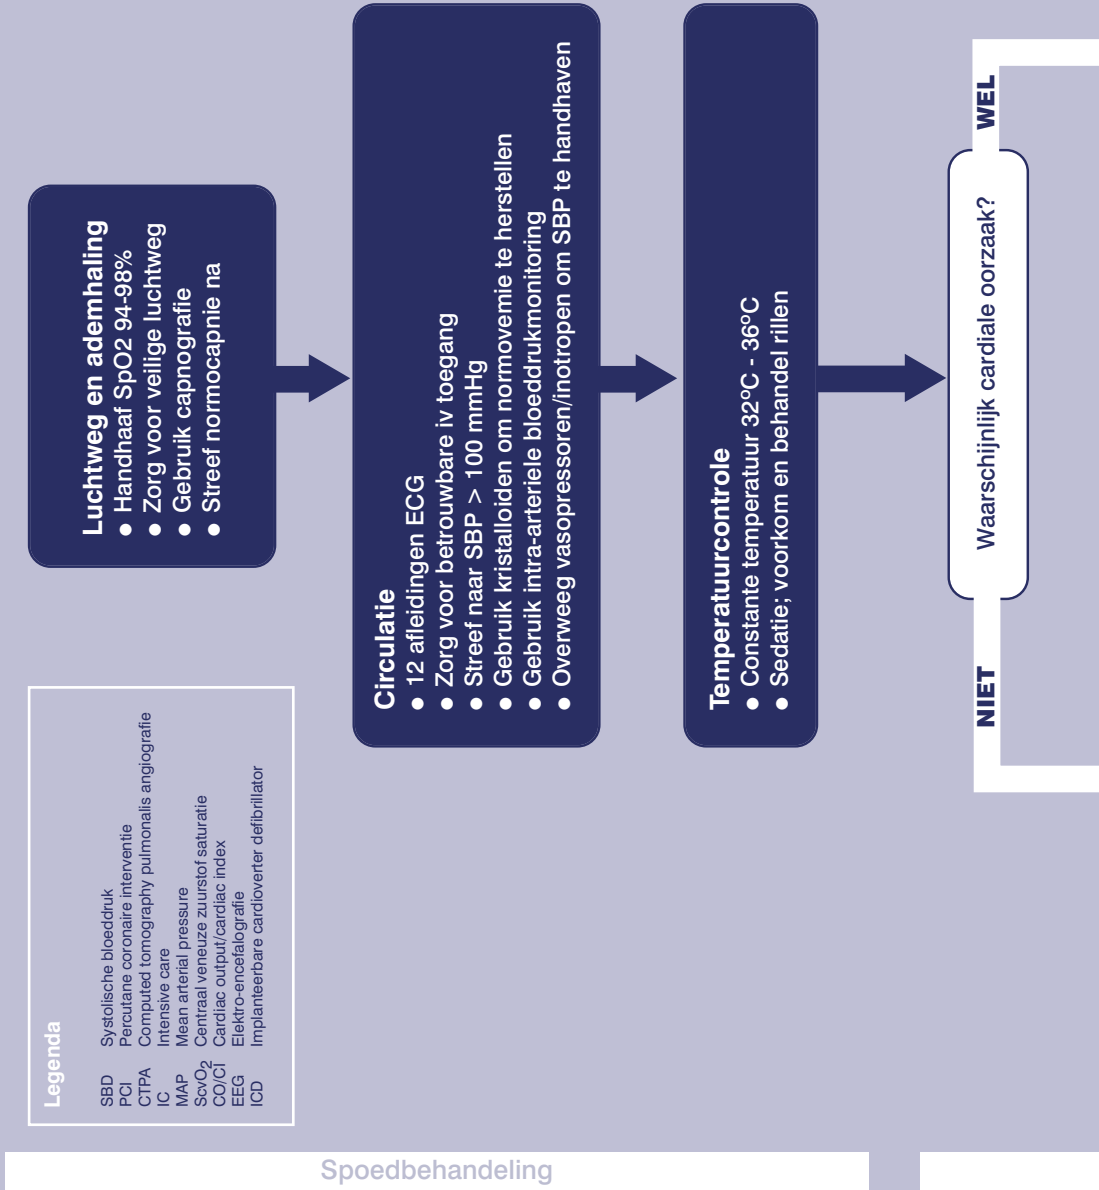 Legenda
SBD Systolische bloeddruk
PCI Percutane coronaire interventie
CTPA Computed tomography pulmonalis angiografie
IC Intensive care
MAP Mean arterial pressure
ScvO2 Centraal veneuze zuurstof saturatie
CO/CI Cardiac output/cardiac index
EEG Elektro-encefalografie
ICD Implanteerbare cardioverter defibrillator
Luchtweg en ademhaling
● Handhaaf SpO2 94-98%
● Zorg voor veilige luchtweg
● Gebruik capnografie
● Streef normocapnie na
Circulatie
● 12 afleidingen ECG
● Zorg voor betrouwbare iv toegang
● Streef naar SBP > 100 mmHg
● Gebruik kristalloiden om normovemie te herstellen
● Gebruik intra-arteriele bloeddrukmonitoring
● Overweeg vasopressoren/inotropen om SBP te handhaven
Temperatuurcontrole
● Constante temperatuur 32ºC - 36ºC
● Sedatie; voorkom en behandel rillen
NIET
Waarschijnlijk cardiale oorzaak?
WEL
Spoedbehandeling